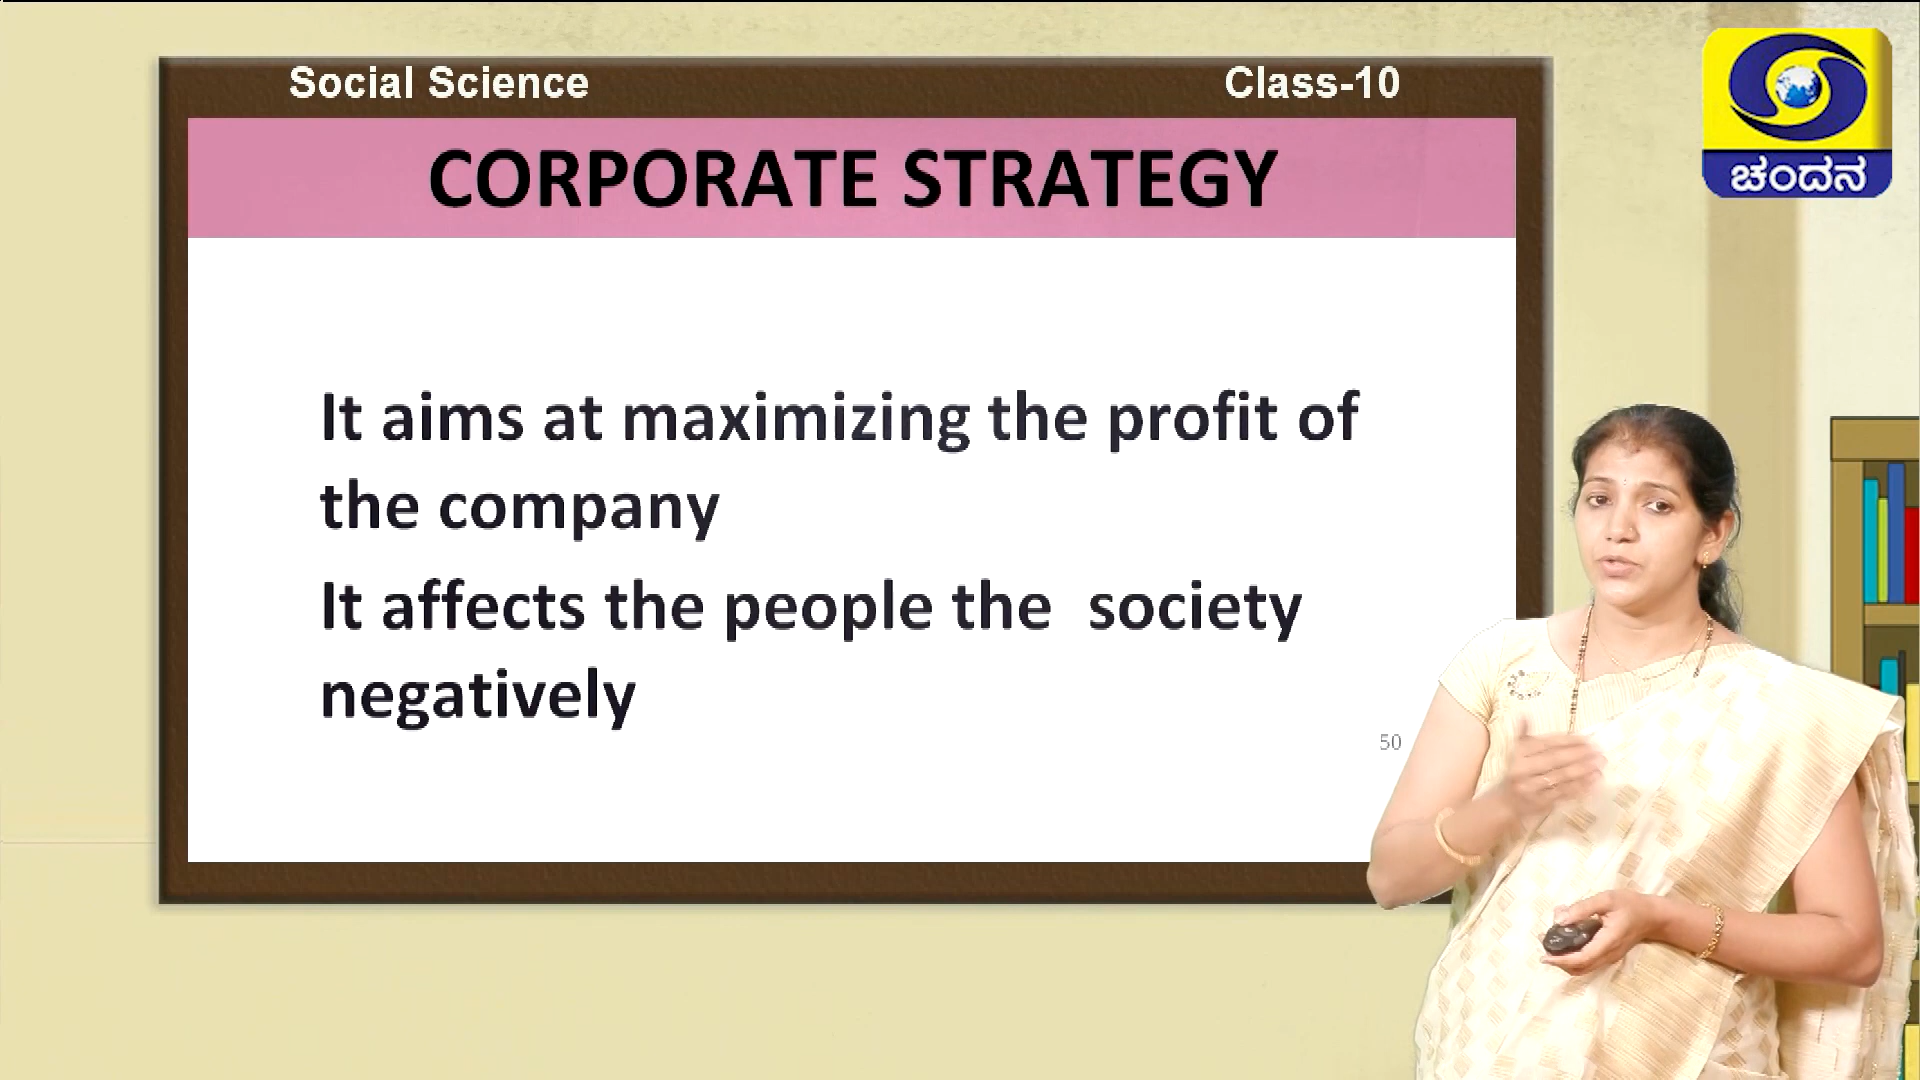 Social Science
Class-10
CORPORATE STRATEGY
It aims at maximizing the profit of
the company
It affects the people the  society
negatively
50
ಚಂದನ